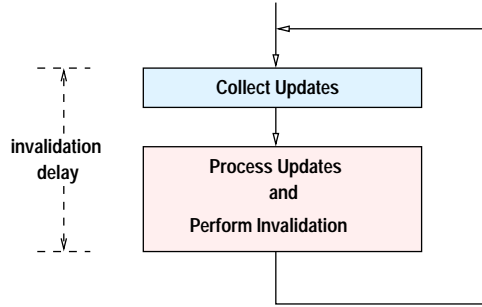 Collect Updates
invalidation
delay
Process Updates
and
Perform Invalidation